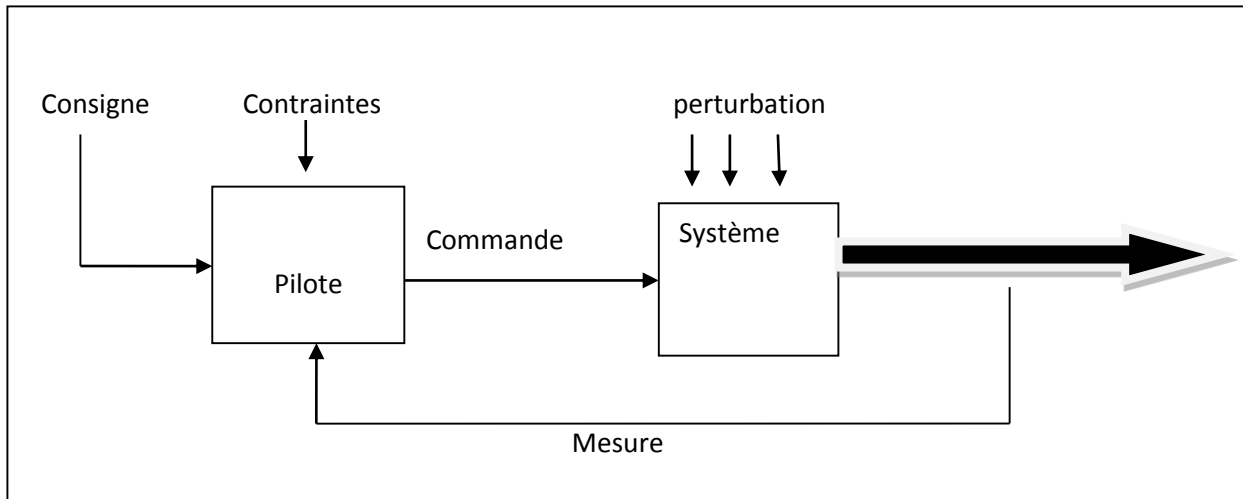 Consigne
Contraintes
perturbation
Commande
Système
Pilote
Mesure